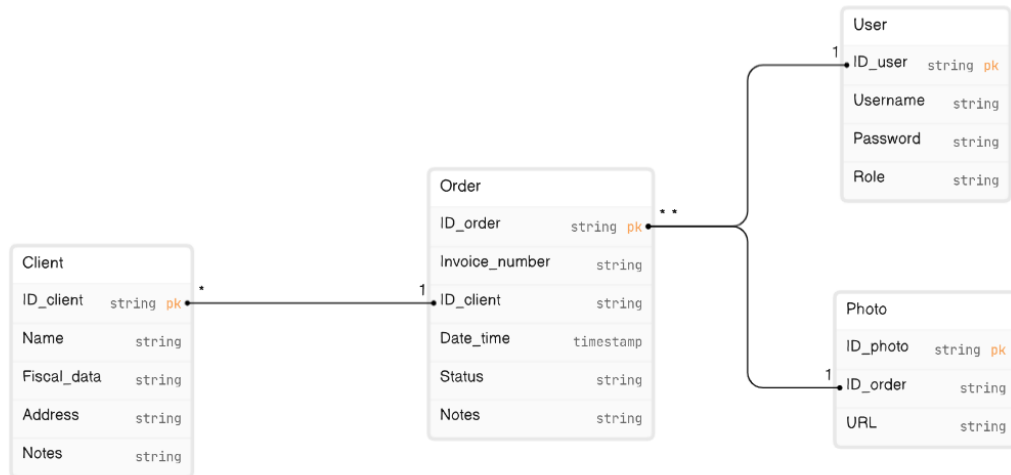 User
ID_user string pk
Username string
Password string
Role string
1
Order
ID_order string pk
Invoice_number string
ID_client string
Date_time timestamp
Status string
Notes string
* *
1
Client
ID_client string pk
Name string
Fiscal_data string
Address string
Notes string
*
Photo
ID_photo string pk
ID_order string
URL string
1